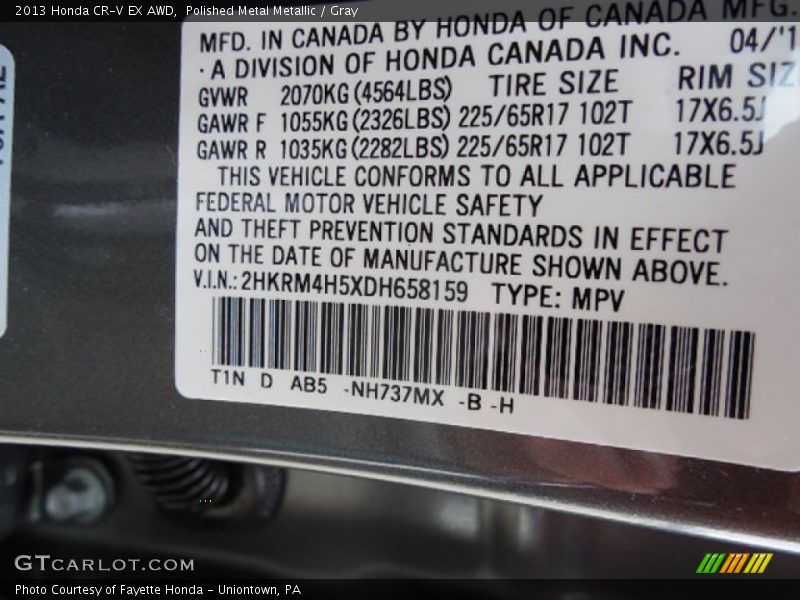 2013 Honda CR-V EX AWD, Polished Metal Metallic / Gray
MFD. IN CANADA BY HONDA OF CANADA MFG.
· A DIVISION OF HONDA CANADA INC. 04/'1
GVWR 2070KG(4564LBS) TIRE SIZE RIM SIZ
GAWR F 1055KG(2326LBS) 225/65R17 102T 17X6.5J
GAWR R 1035KG(2282LBS) 225/65R17 102T 17X6.5J
THIS VEHICLE CONFORMS TO ALL APPLICABLE
FEDERAL MOTOR VEHICLE SAFETY
AND THEFT PREVENTION STANDARDS IN EFFECT
ON THE DATE OF MANUFACTURE SHOWN ABOVE.
V.I.N.: 2HKRM4H5XDH658159 TYPE: MPV
T1N D AB5 -NH737MX -B -H
GTCARLOT.COM
Photo Courtesy of Fayette Honda - Uniontown, PA